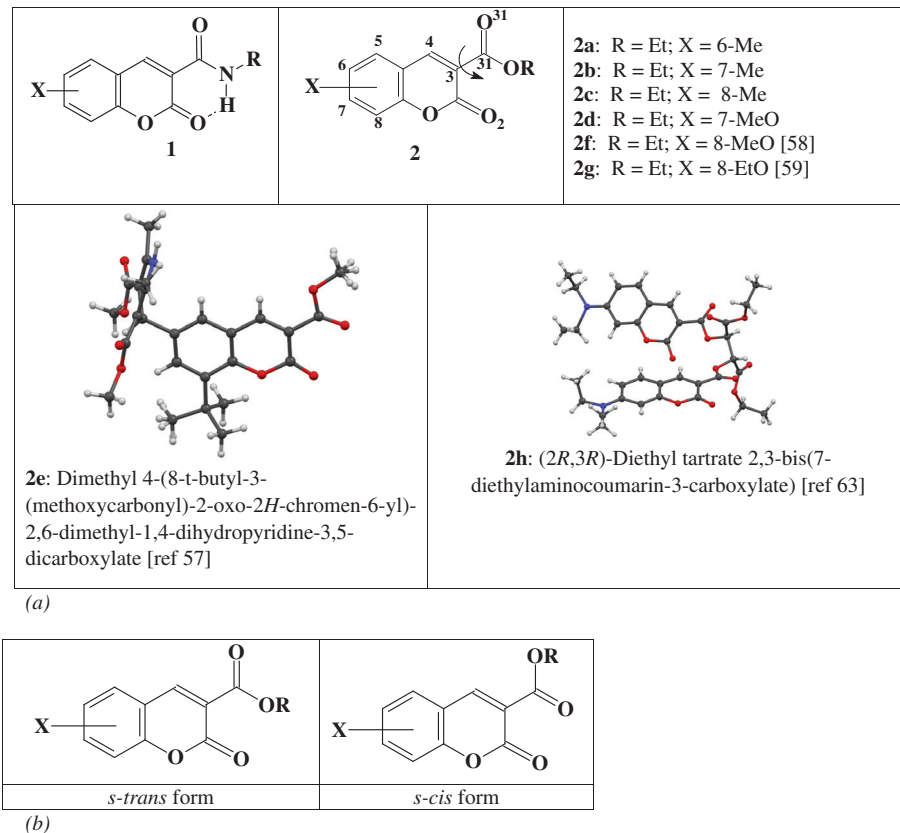 O
X
N
R
H
O
O
1
O31
4
5
31
6
3
OR
X
7
8
O
O2
2
2a: R = Et; X = 6-Me
2b: R = Et; X = 7-Me
2c: R = Et; X = 8-Me
2d: R = Et; X = 7-MeO
2f: R = Et; X = 8-MeO [58]
2g: R = Et; X = 8-EtO [59]
2e: Dimethyl 4-(8-t-butyl-3-
(methoxycarbonyl)-2-oxo-2H-chromen-6-yl)-
2,6-dimethyl-1,4-dihydropyridine-3,5-
dicarboxylate [ref 57]
2h: (2R,3R)-Diethyl tartrate 2,3-bis(7-
diethylaminocoumarin-3-carboxylate) [ref 63]
(a)
O
OR
X
O
O
s-trans form
OR
O
X
O
O
s-cis form
(b)